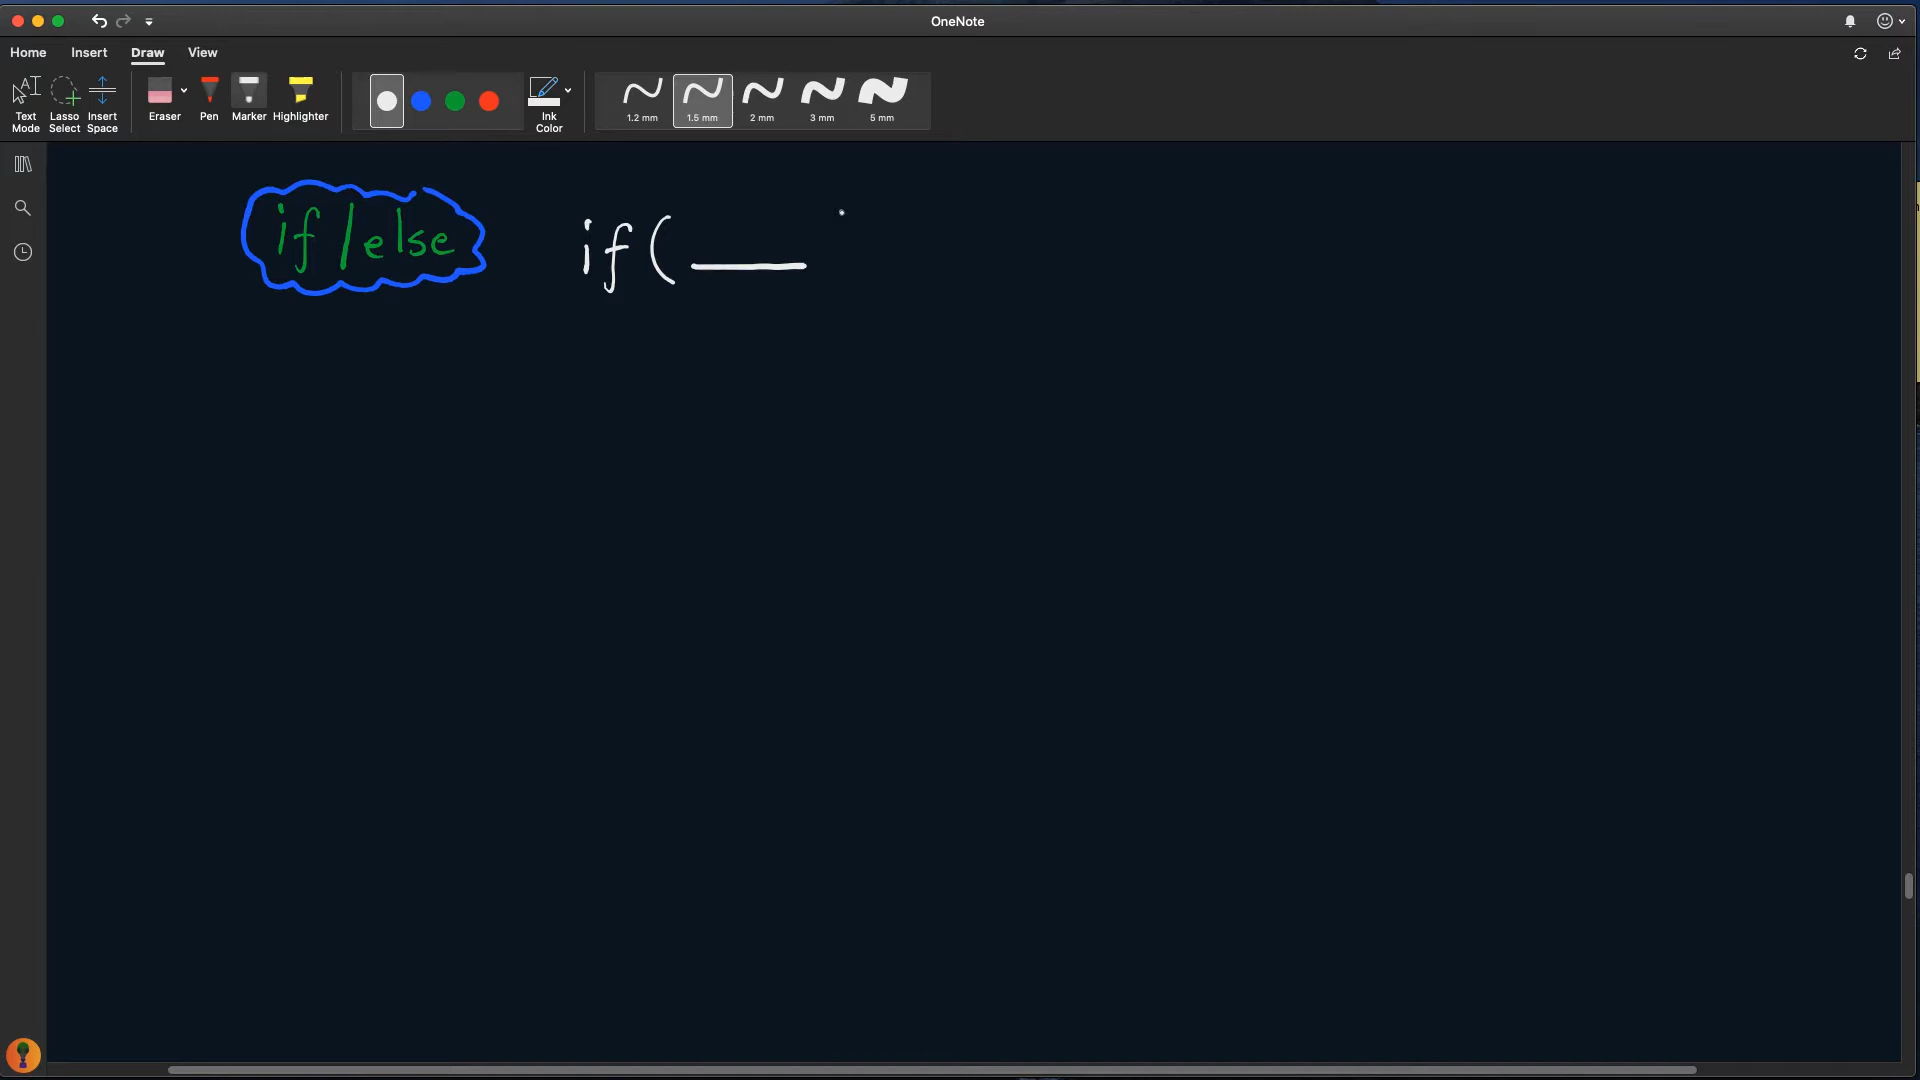 OneNote
Home Insert Draw View
Text Mode Lasso Select Insert Space Eraser Pen Marker Highlighter Ink Color 1.2 mm 1.5 mm 2 mm 3 mm 5 mm
if/else if(____